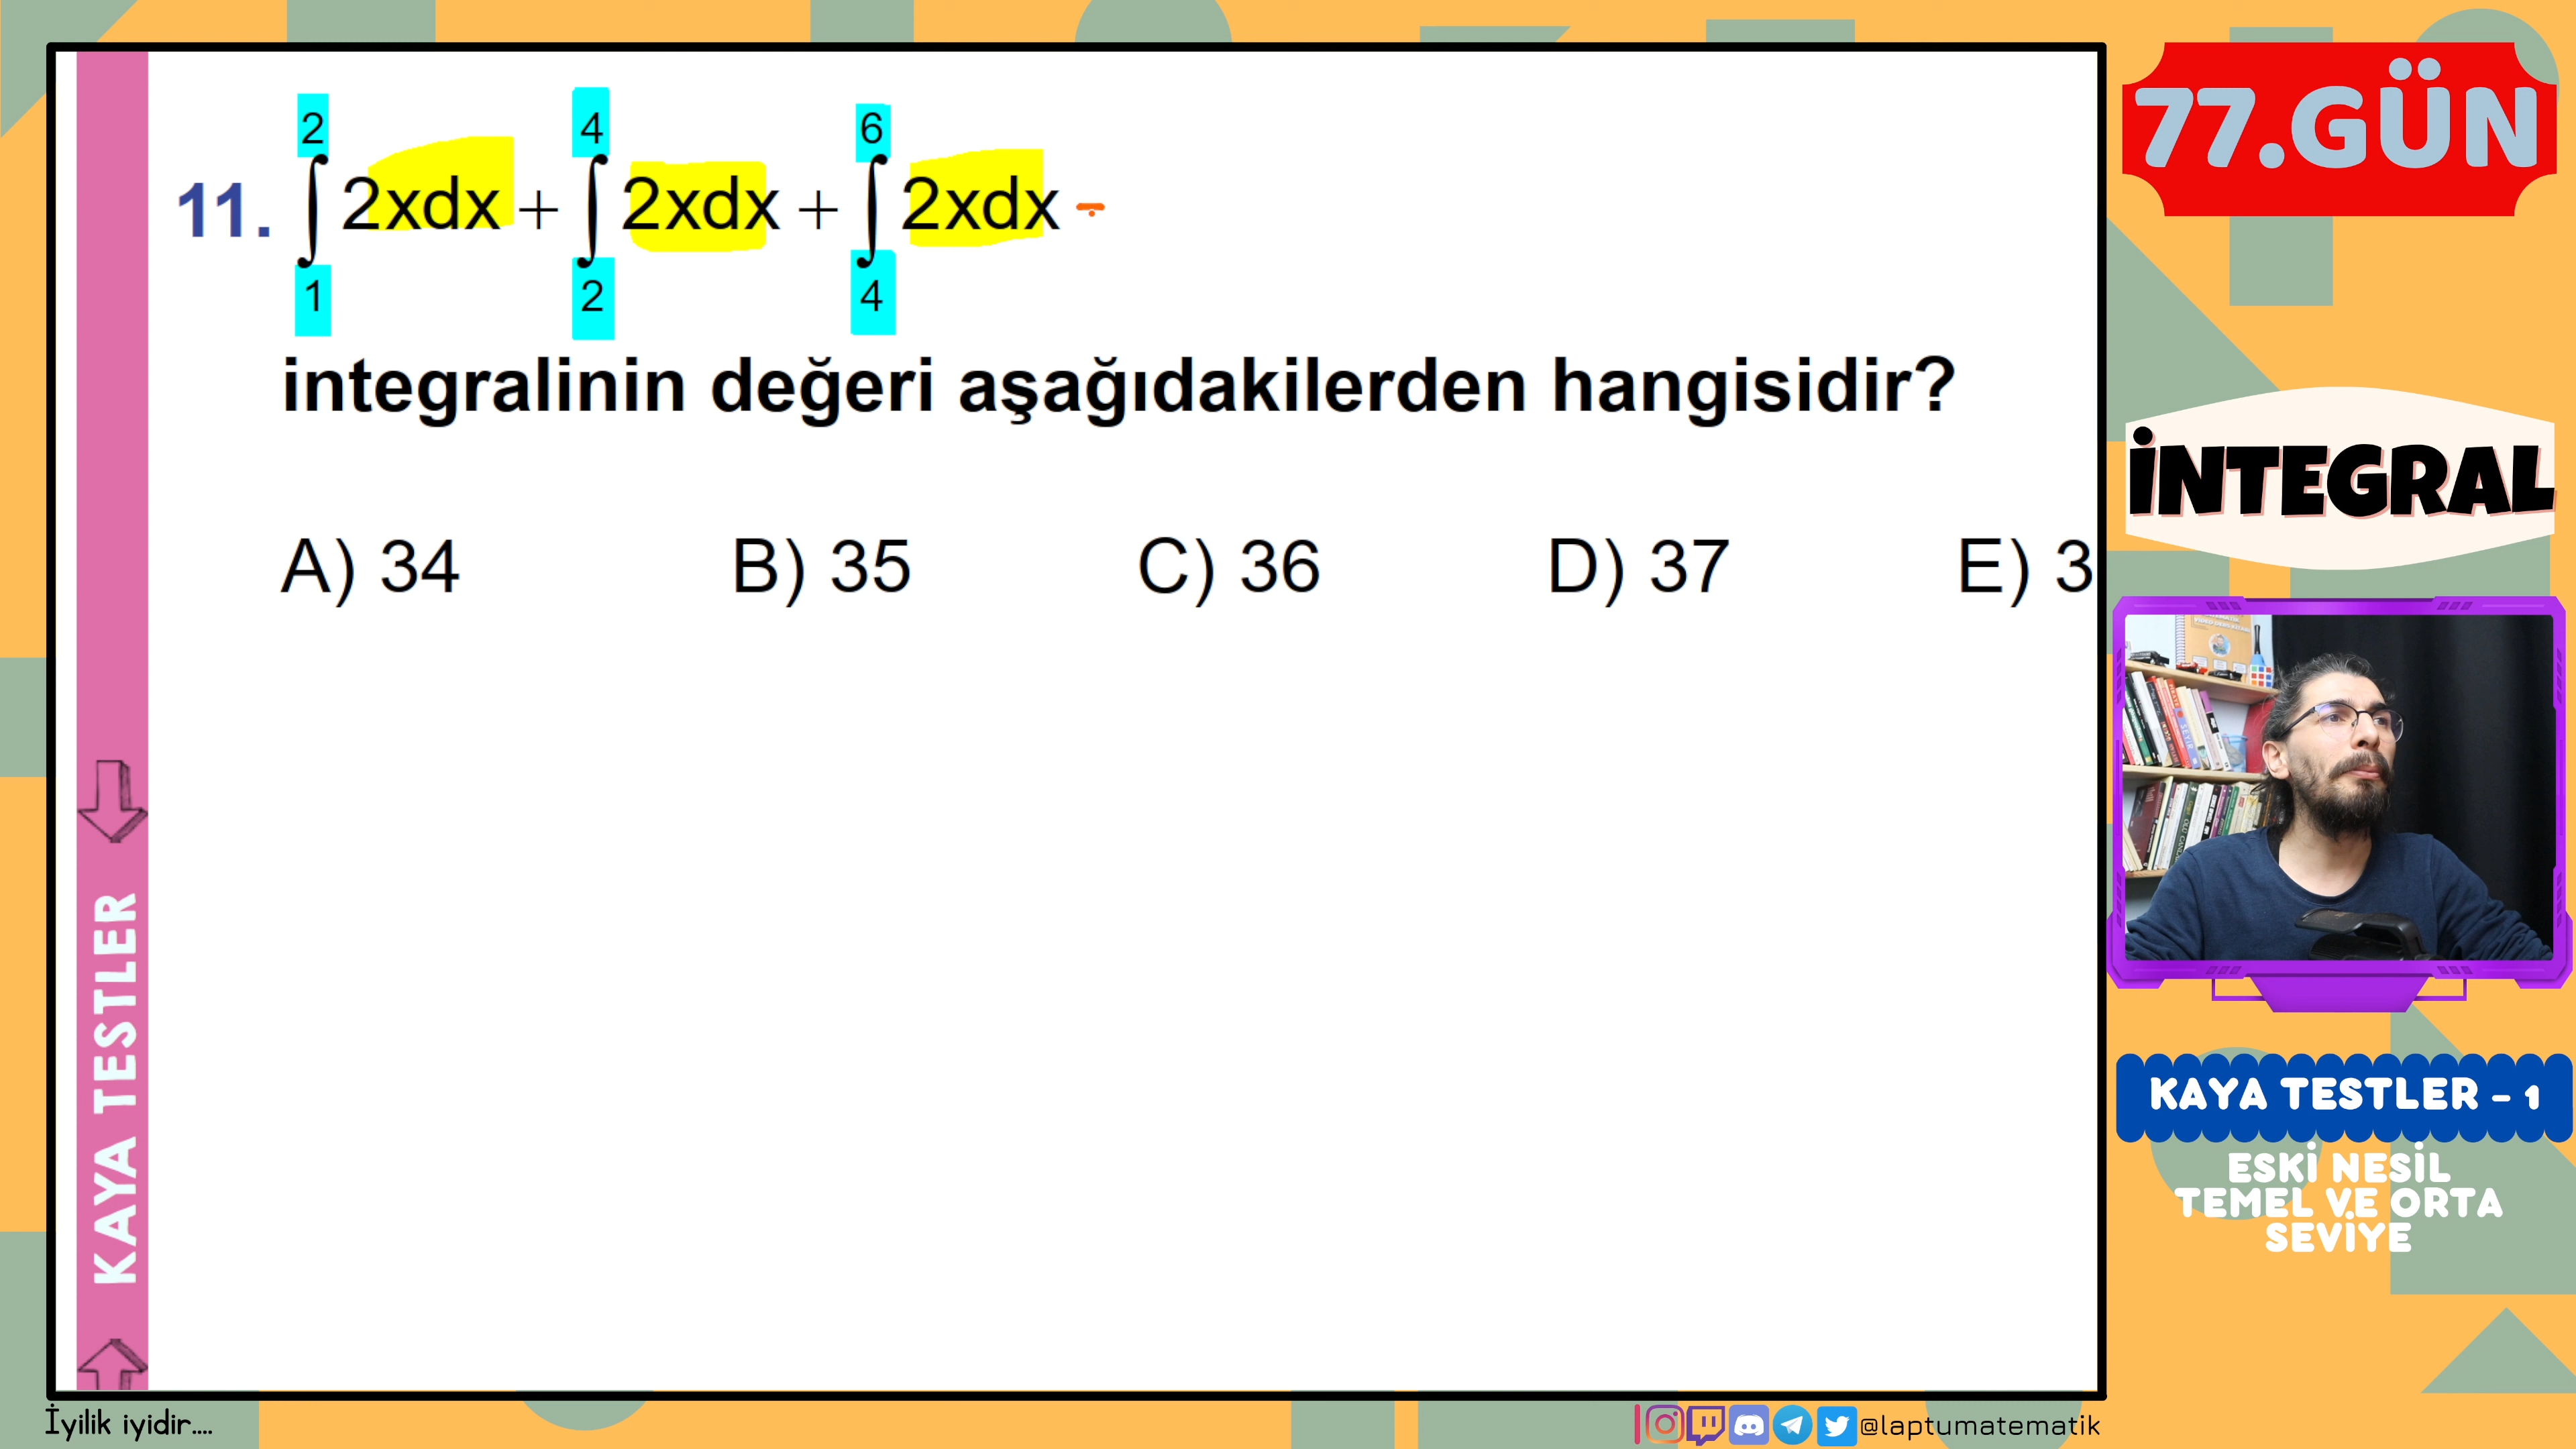 77.GÜN
11. ∫₁² 2xdx + ∫₂⁴ 2xdx + ∫₄⁶ 2xdx -
integralinin değeri aşağıdakilerden hangisidir?
A) 34 B) 35 C) 36 D) 37 E) 3
İNTEGRAL
KAYA TESTLER
KAYA TESTLER - 1
ESKİ NESİL
TEMEL VE ORTA
SEVİYE
İyilik iyidir....
@laptumatematik